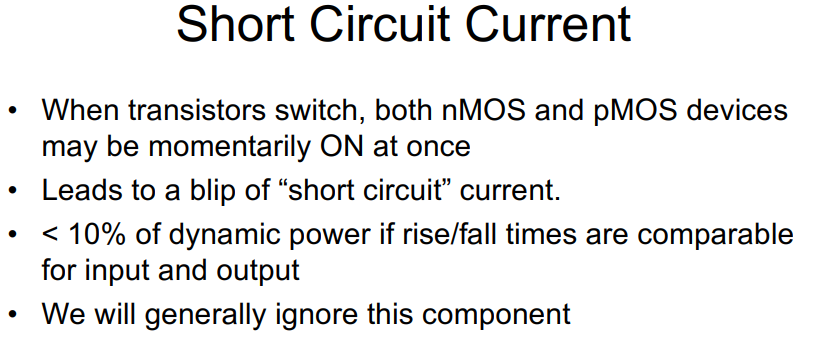 Short Circuit Current
• When transistors switch, both nMOS and pMOS devices
may be momentarily ON at once
• Leads to a blip of “short circuit” current.
• < 10% of dynamic power if rise/fall times are comparable
for input and output
• We will generally ignore this component